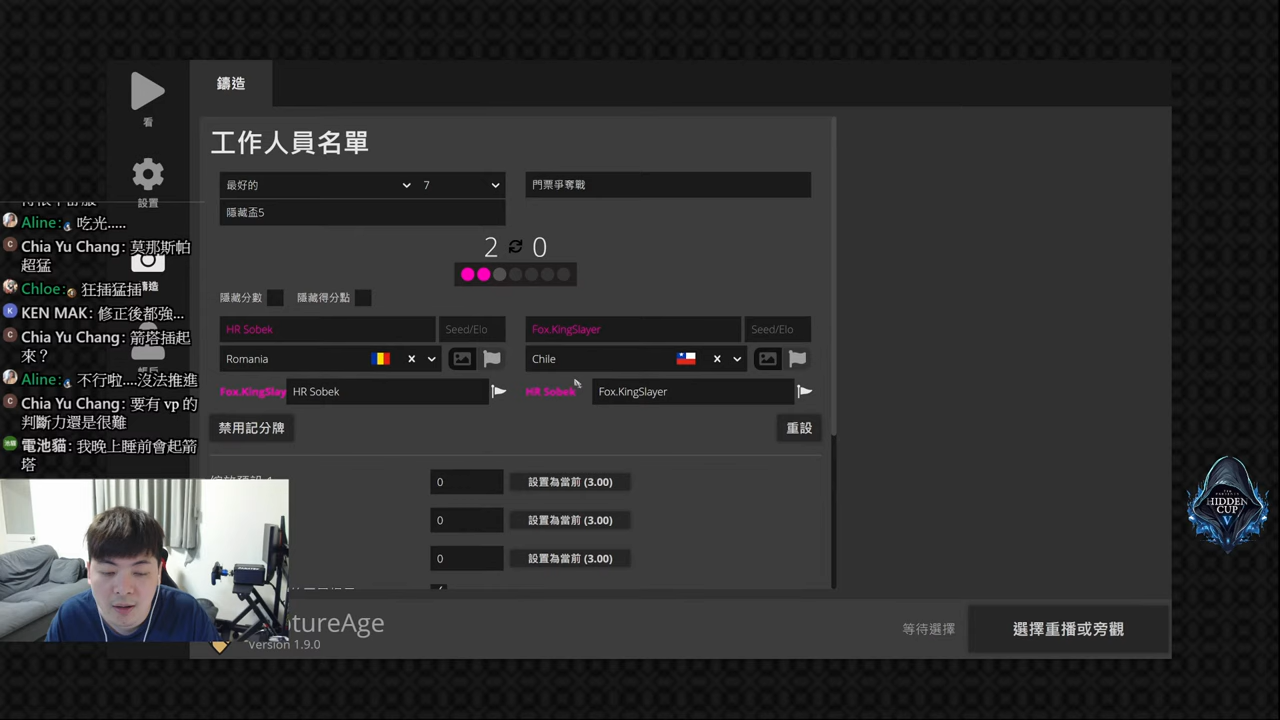 鑄造
看
設置
工作人員名單
最好的
7
門票爭奪戰
隱藏盃5
2 0
隱藏分數
隱藏得分點
HR Sobek
Seed/Elo
Fox.KingSlayer
Seed/Elo
Romania
Chile
Fox.KingSlay
HR Sobek
HR Sobek
Fox.KingSlayer
禁用記分牌
重設
0
設置為當前 (3.00)
0
設置為當前 (3.00)
0
設置為當前 (3.00)
Aline: 吃光.....
Chia Yu Chang: 莫那斯帕
超猛
Chloe: 狂插猛插
KEN MAK: 修正後都強...
Chia Yu Chang: 箭塔插起
來？
Aline: 不行啦....沒法推進
Chia Yu Chang: 要有 vp 的
判斷力還是很難
電池貓: 我晚上睡前會起箭
塔
HIDDEN
CUP
V
tureAge
Version 1.9.0
等待選擇
選擇重播或旁觀